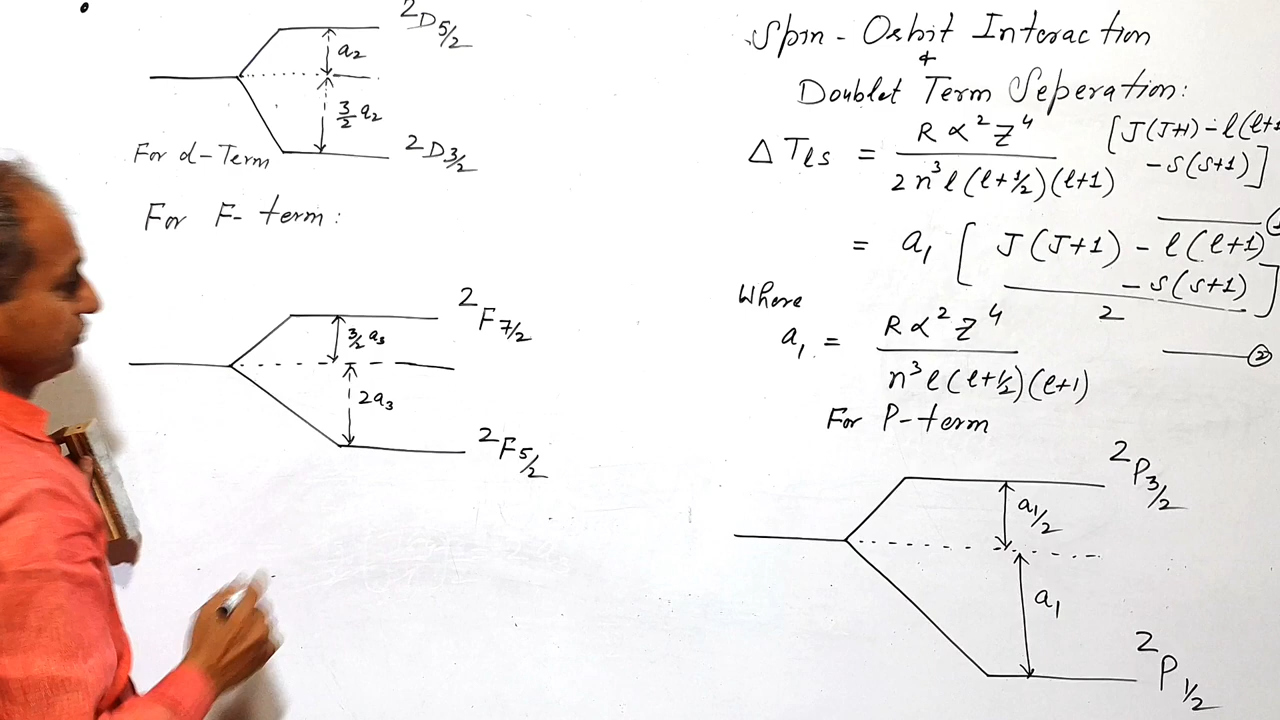 ²D₅/₂
a₂
3/2 a₂
²D₃/₂
For d-Term
For F- term:
²F₇/₂
3/2 a₃
2a₃
²F₅/₂
Spin - Orbit Interaction
+
Doublet Term Seperation:
Δ Tls = Rα²Z⁴ / 2n³l(l+1/2)(l+1) [J(J+1) - l(l+1
- s(s+1)]
= a₁ [J(J+1) - l(l+1)
- s(s+1)] / 2
Where
a₁ = Rα²Z⁴ / n³l(l+1/2)(l+1) ②
For P-term
²P₃/₂
a₁/2
a₁
²P₁/₂